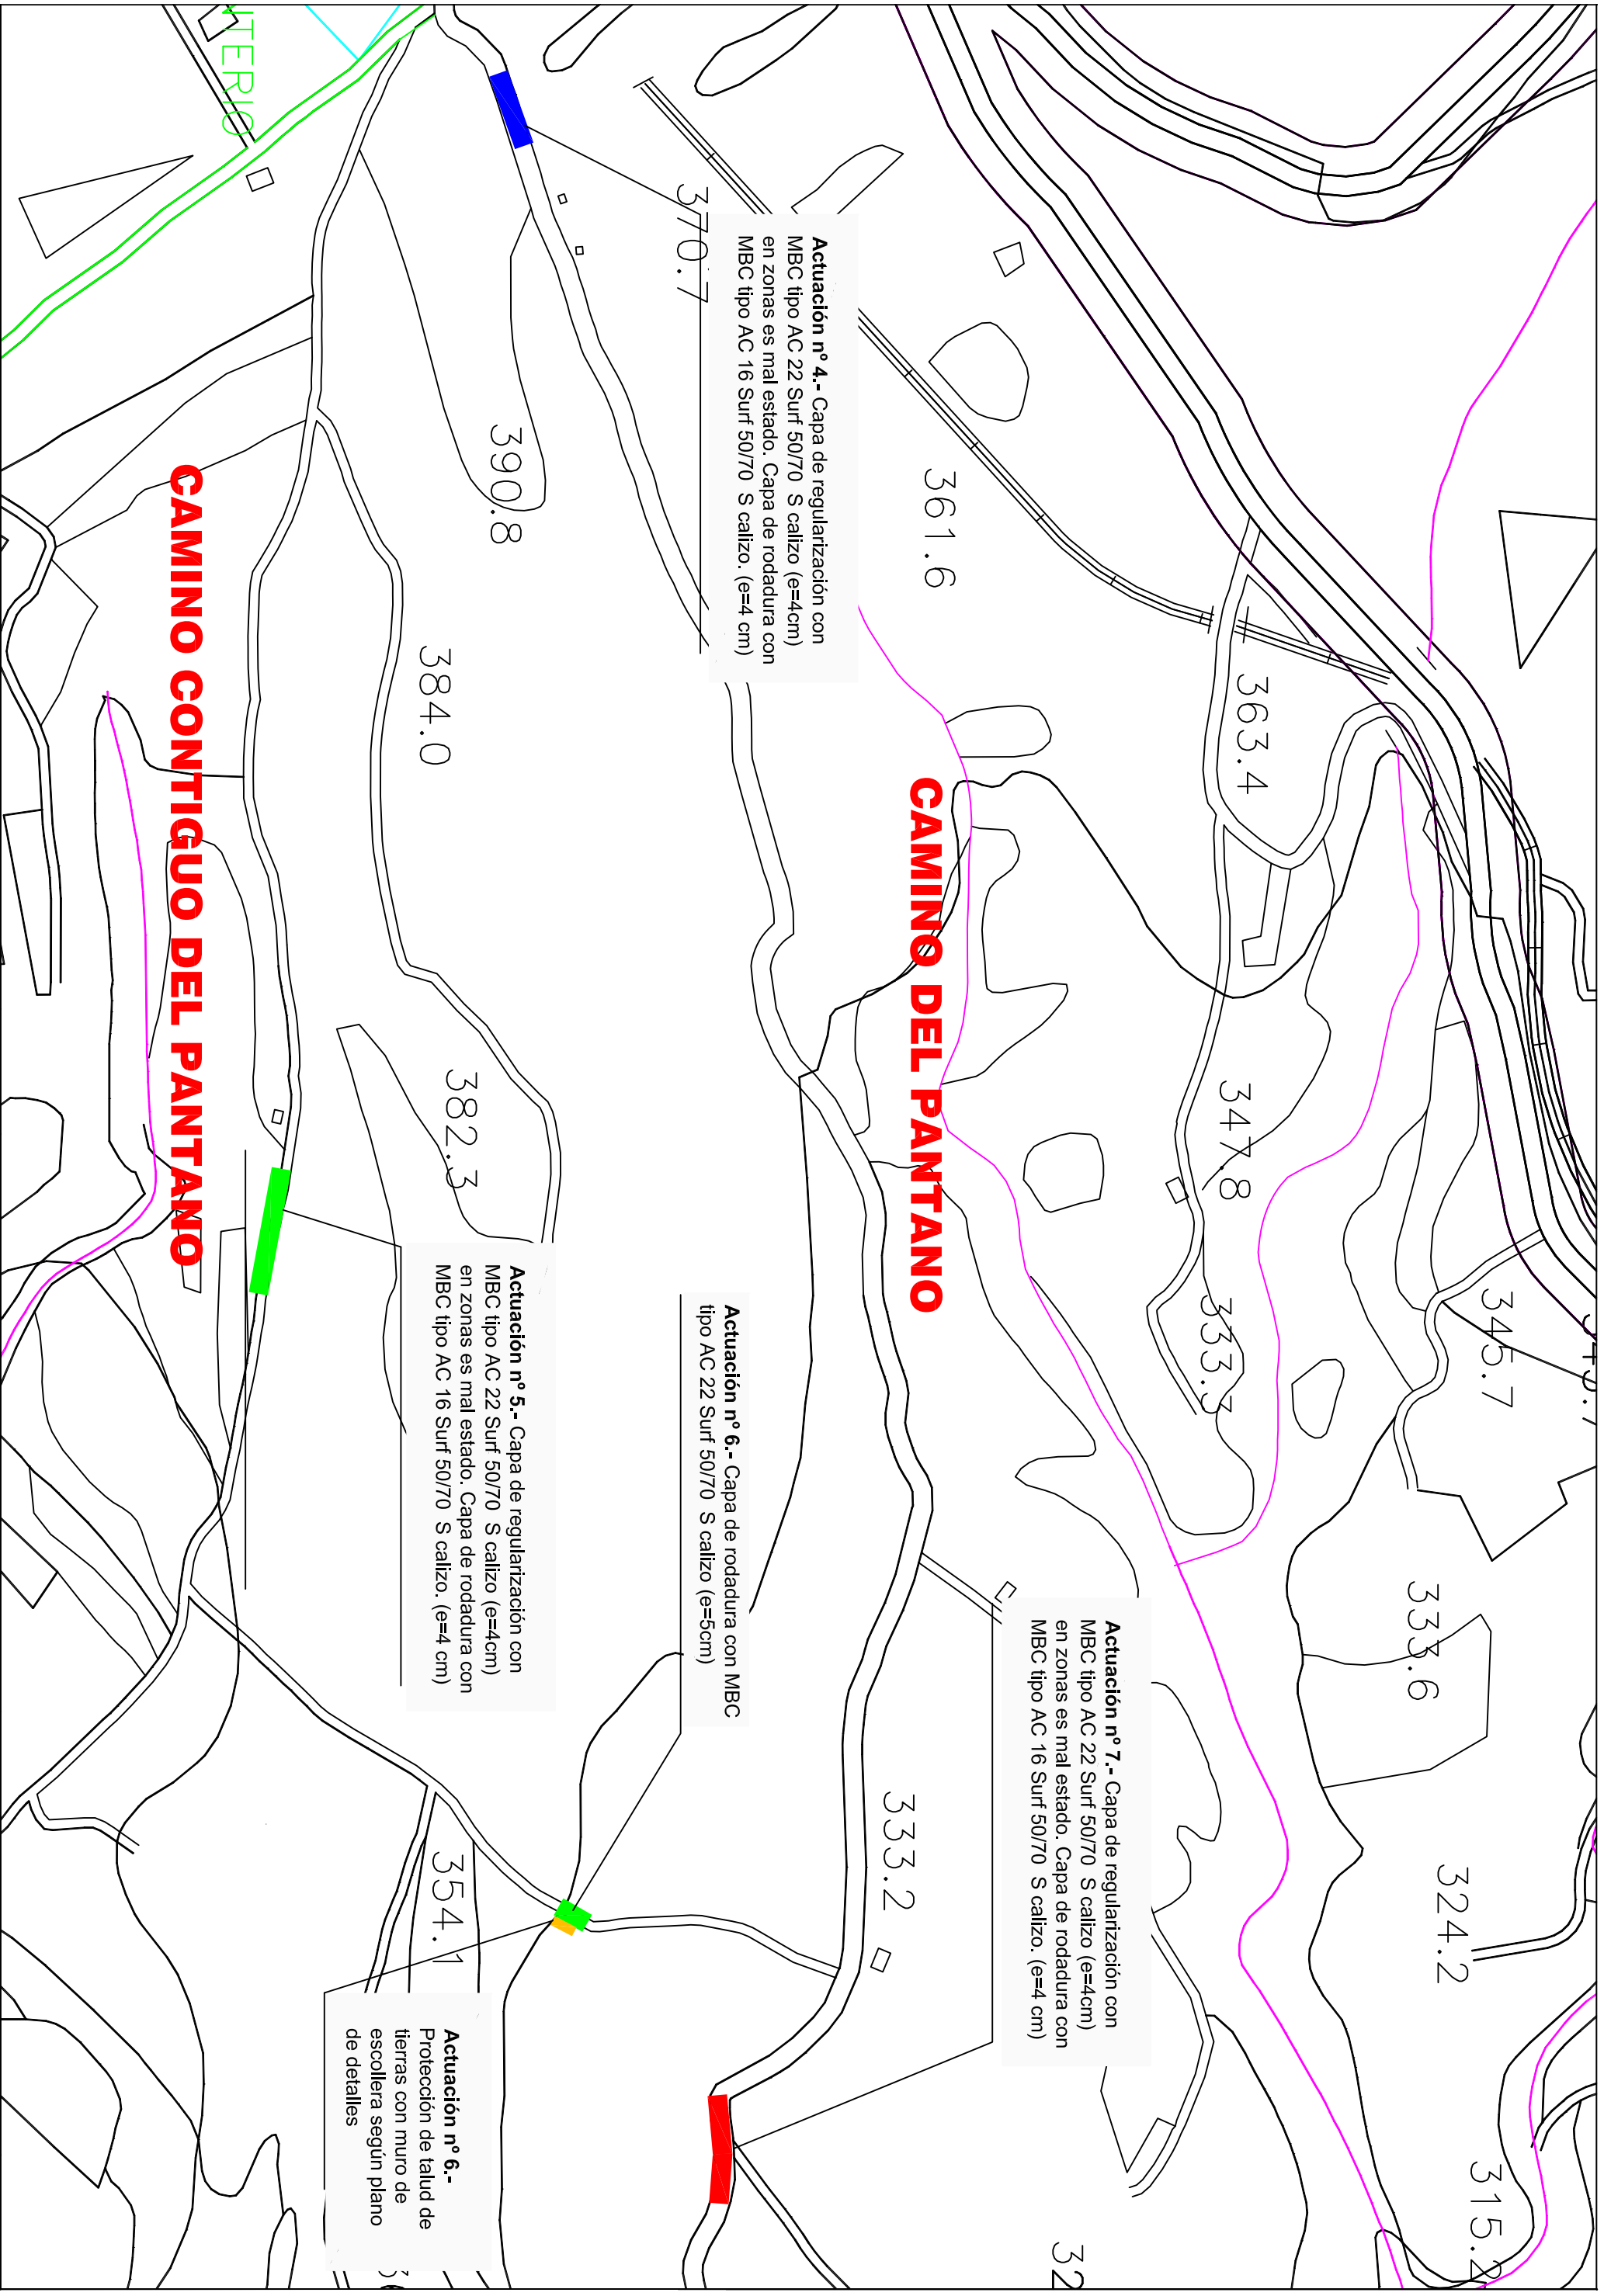 NTERIO
370.7
Actuación nº 4.- Capa de regularización con
MBC tipo AC 22 Surf 50/70 S calizo (e=4cm)
en zonas es mal estado. Capa de rodadura con
MBC tipo AC 16 Surf 50/70 S calizo. (e=4 cm)
361.6
390.8
363.4
384.0
CAMINO CONTIGUO DEL PANTANO
CAMINO DEL PANTANO
382.3
347.8
333.3
345.7
Actuación nº 5.- Capa de regularización con
MBC tipo AC 22 Surf 50/70 S calizo (e=4cm)
en zonas es mal estado. Capa de rodadura con
MBC tipo AC 16 Surf 50/70 S calizo. (e=4 cm)
Actuación nº 6.- Capa de rodadura con MBC
tipo AC 22 Surf 50/70 S calizo (e=5cm)
Actuación nº 7.- Capa de regularización con
MBC tipo AC 22 Surf 50/70 S calizo (e=4cm)
en zonas es mal estado. Capa de rodadura con
MBC tipo AC 16 Surf 50/70 S calizo. (e=4 cm)
333.6
333.2
324.2
354.1
Actuación nº 6.-
Protección de talud de
tierras con muro de
escollera según plano
de detalles
315.2
32